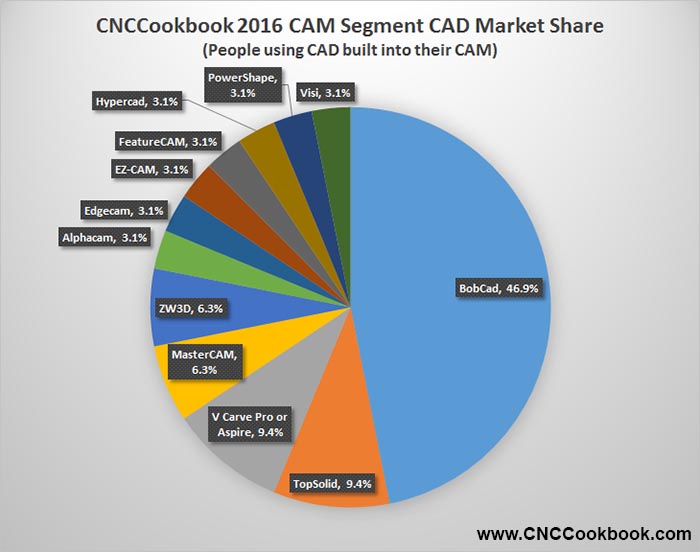 CNCCookbook 2016 CAM Segment CAD Market Share
(People using CAD built into their CAM)
PowerShape,
3.1%
Visi, 3.1%
Hypercad, 3.1%
FeatureCAM, 3.1%
EZ-CAM, 3.1%
Edgecam, 3.1%
Alphacam, 3.1%
BobCad, 46.9%
ZW3D, 6.3%
MasterCAM,
6.3%
V Carve Pro or
Aspire, 9.4%
TopSolid, 9.4%
www.CNCCookbook.com